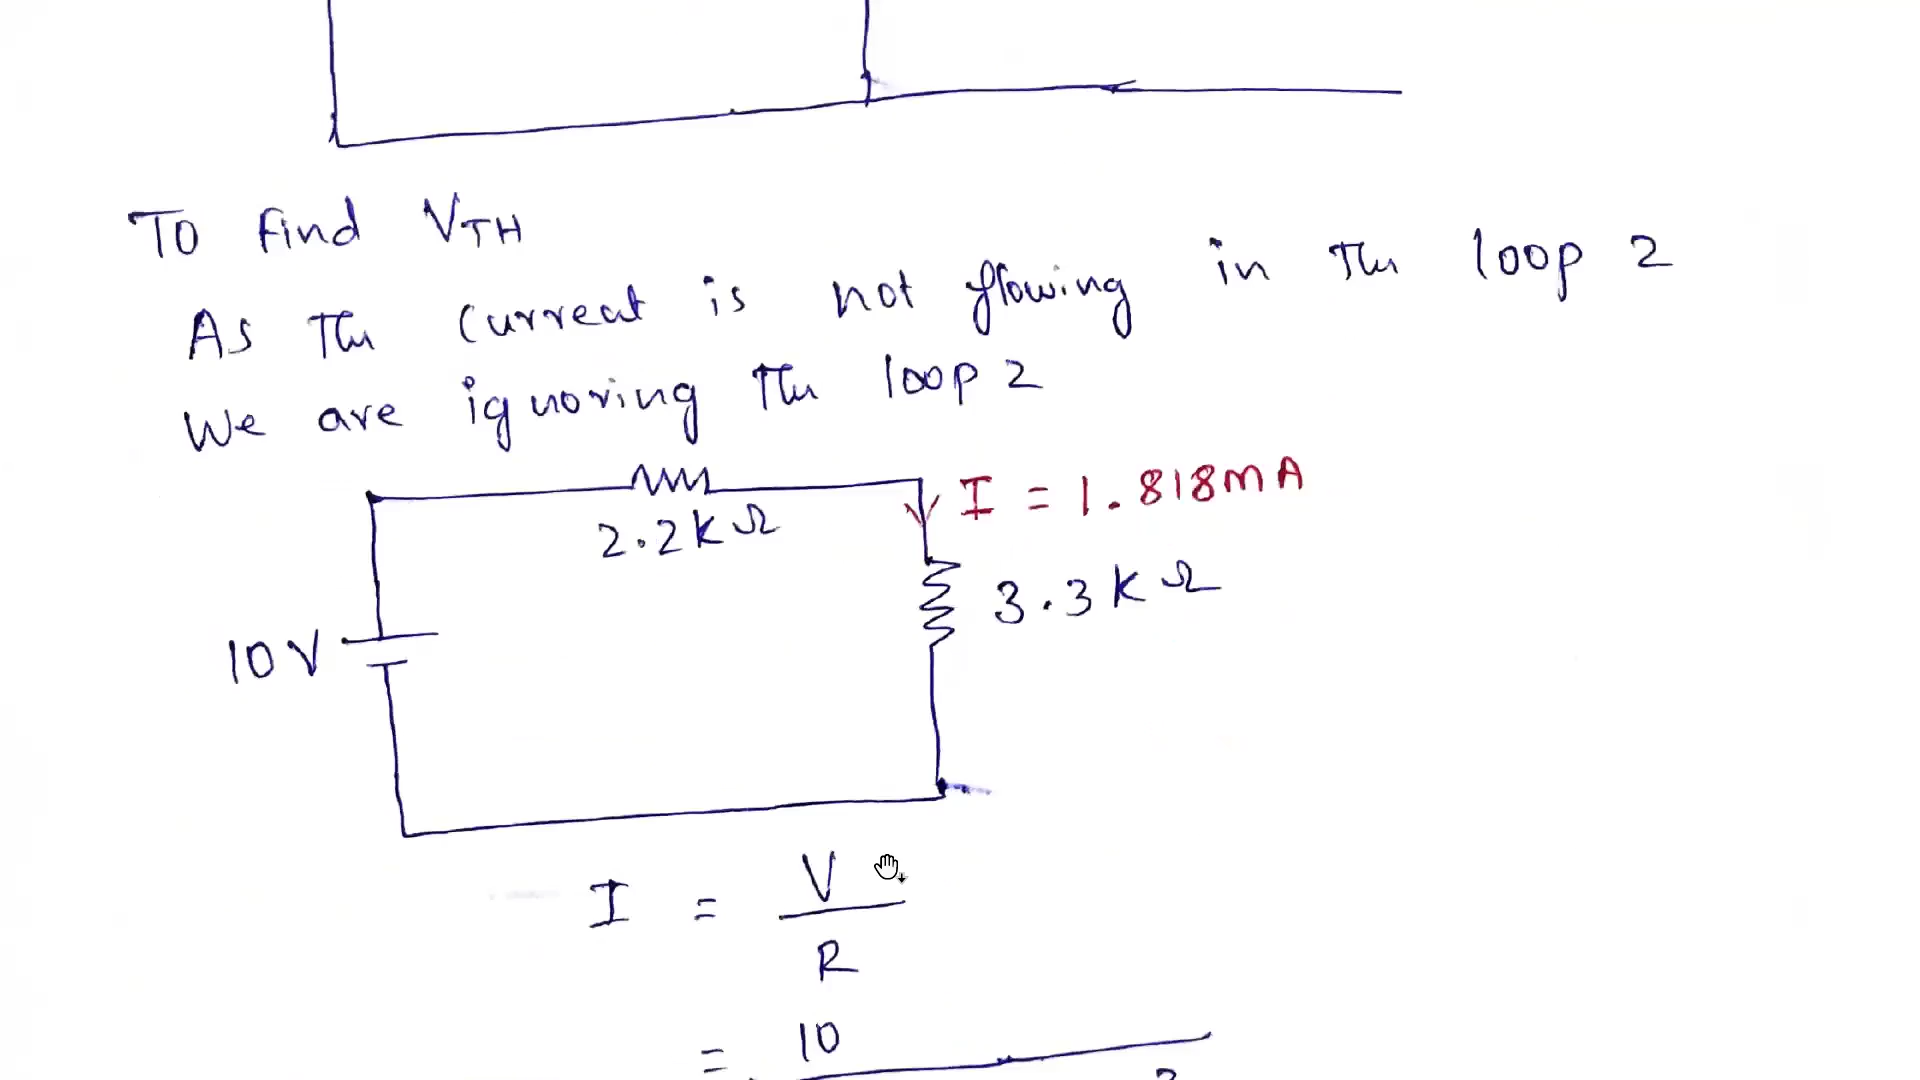 To find VTH
As The current is not flowing in The loop 2
We are ignoring The loop 2
I = 1.818mA
2.2kΩ
3.3kΩ
10V
I = V
R
= 10